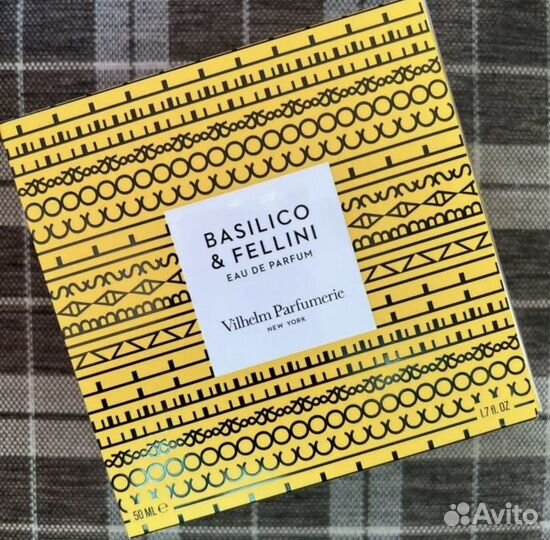 BASILICO
& FELLINI
EAU DE PARFUM
Vilhelm Parfumerie
NEW YORK
1.7 fl. OZ
50 ML ℮
Avito